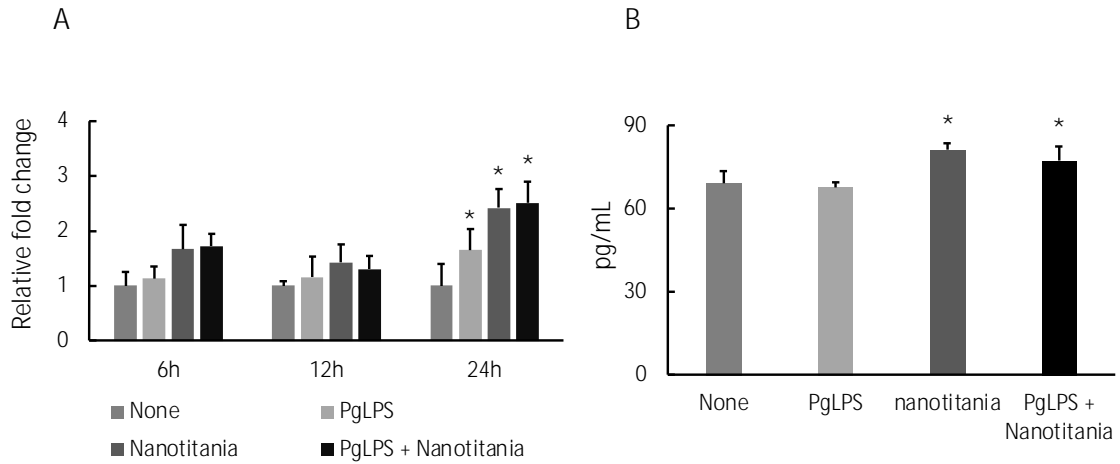 A
Relative fold change
4
3
2
1
0
* * *
6h 12h 24h
None PgLPS
Nanotitania PgLPS + Nanotitania
B
pg/mL
90
60
30
0
* *
None PgLPS nanotitania PgLPS +
Nanotitania